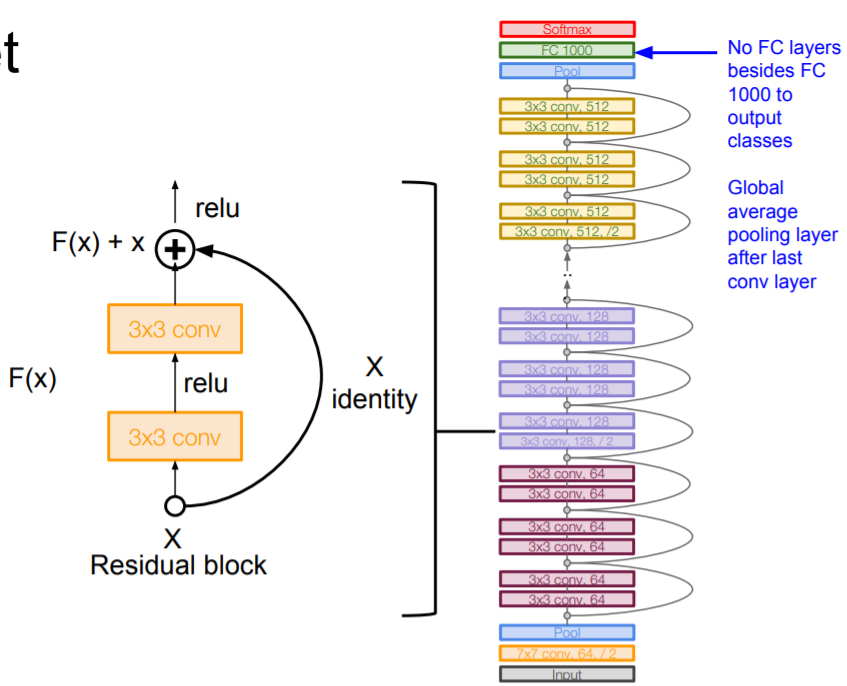 et
relu
F(x) + x
3x3 conv
F(x)
relu
X
identity
3x3 conv
X
Residual block
Softmax
FC 1000
Pool
3x3 conv, 512
3x3 conv, 512
3x3 conv, 512
3x3 conv, 512
3x3 conv, 512
3x3 conv, 512, /2
..
3x3 conv, 128
3x3 conv, 128
3x3 conv, 128
3x3 conv, 128
3x3 conv, 128
3x3 conv, 128, / 2
3x3 conv, 64
3x3 conv, 64
3x3 conv, 64
3x3 conv, 64
3x3 conv, 64
3x3 conv, 64
Pool
7x7 conv, 64, / 2
Input
No FC layers
besides FC
1000 to
output
classes
Global
average
pooling layer
after last
conv layer